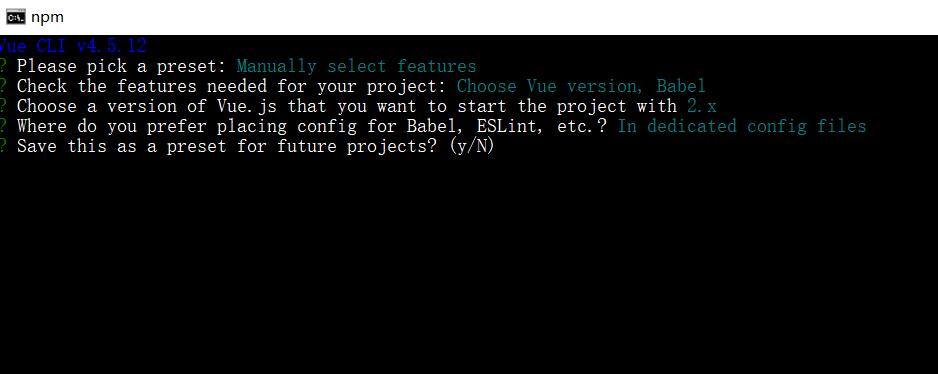 npm
Vue CLI v4.5.12
? Please pick a preset: Manually select features
? Check the features needed for your project: Choose Vue version, Babel
? Choose a version of Vue.js that you want to start the project with 2.x
? Where do you prefer placing config for Babel, ESLint, etc.? In dedicated config files
? Save this as a preset for future projects? (y/N)